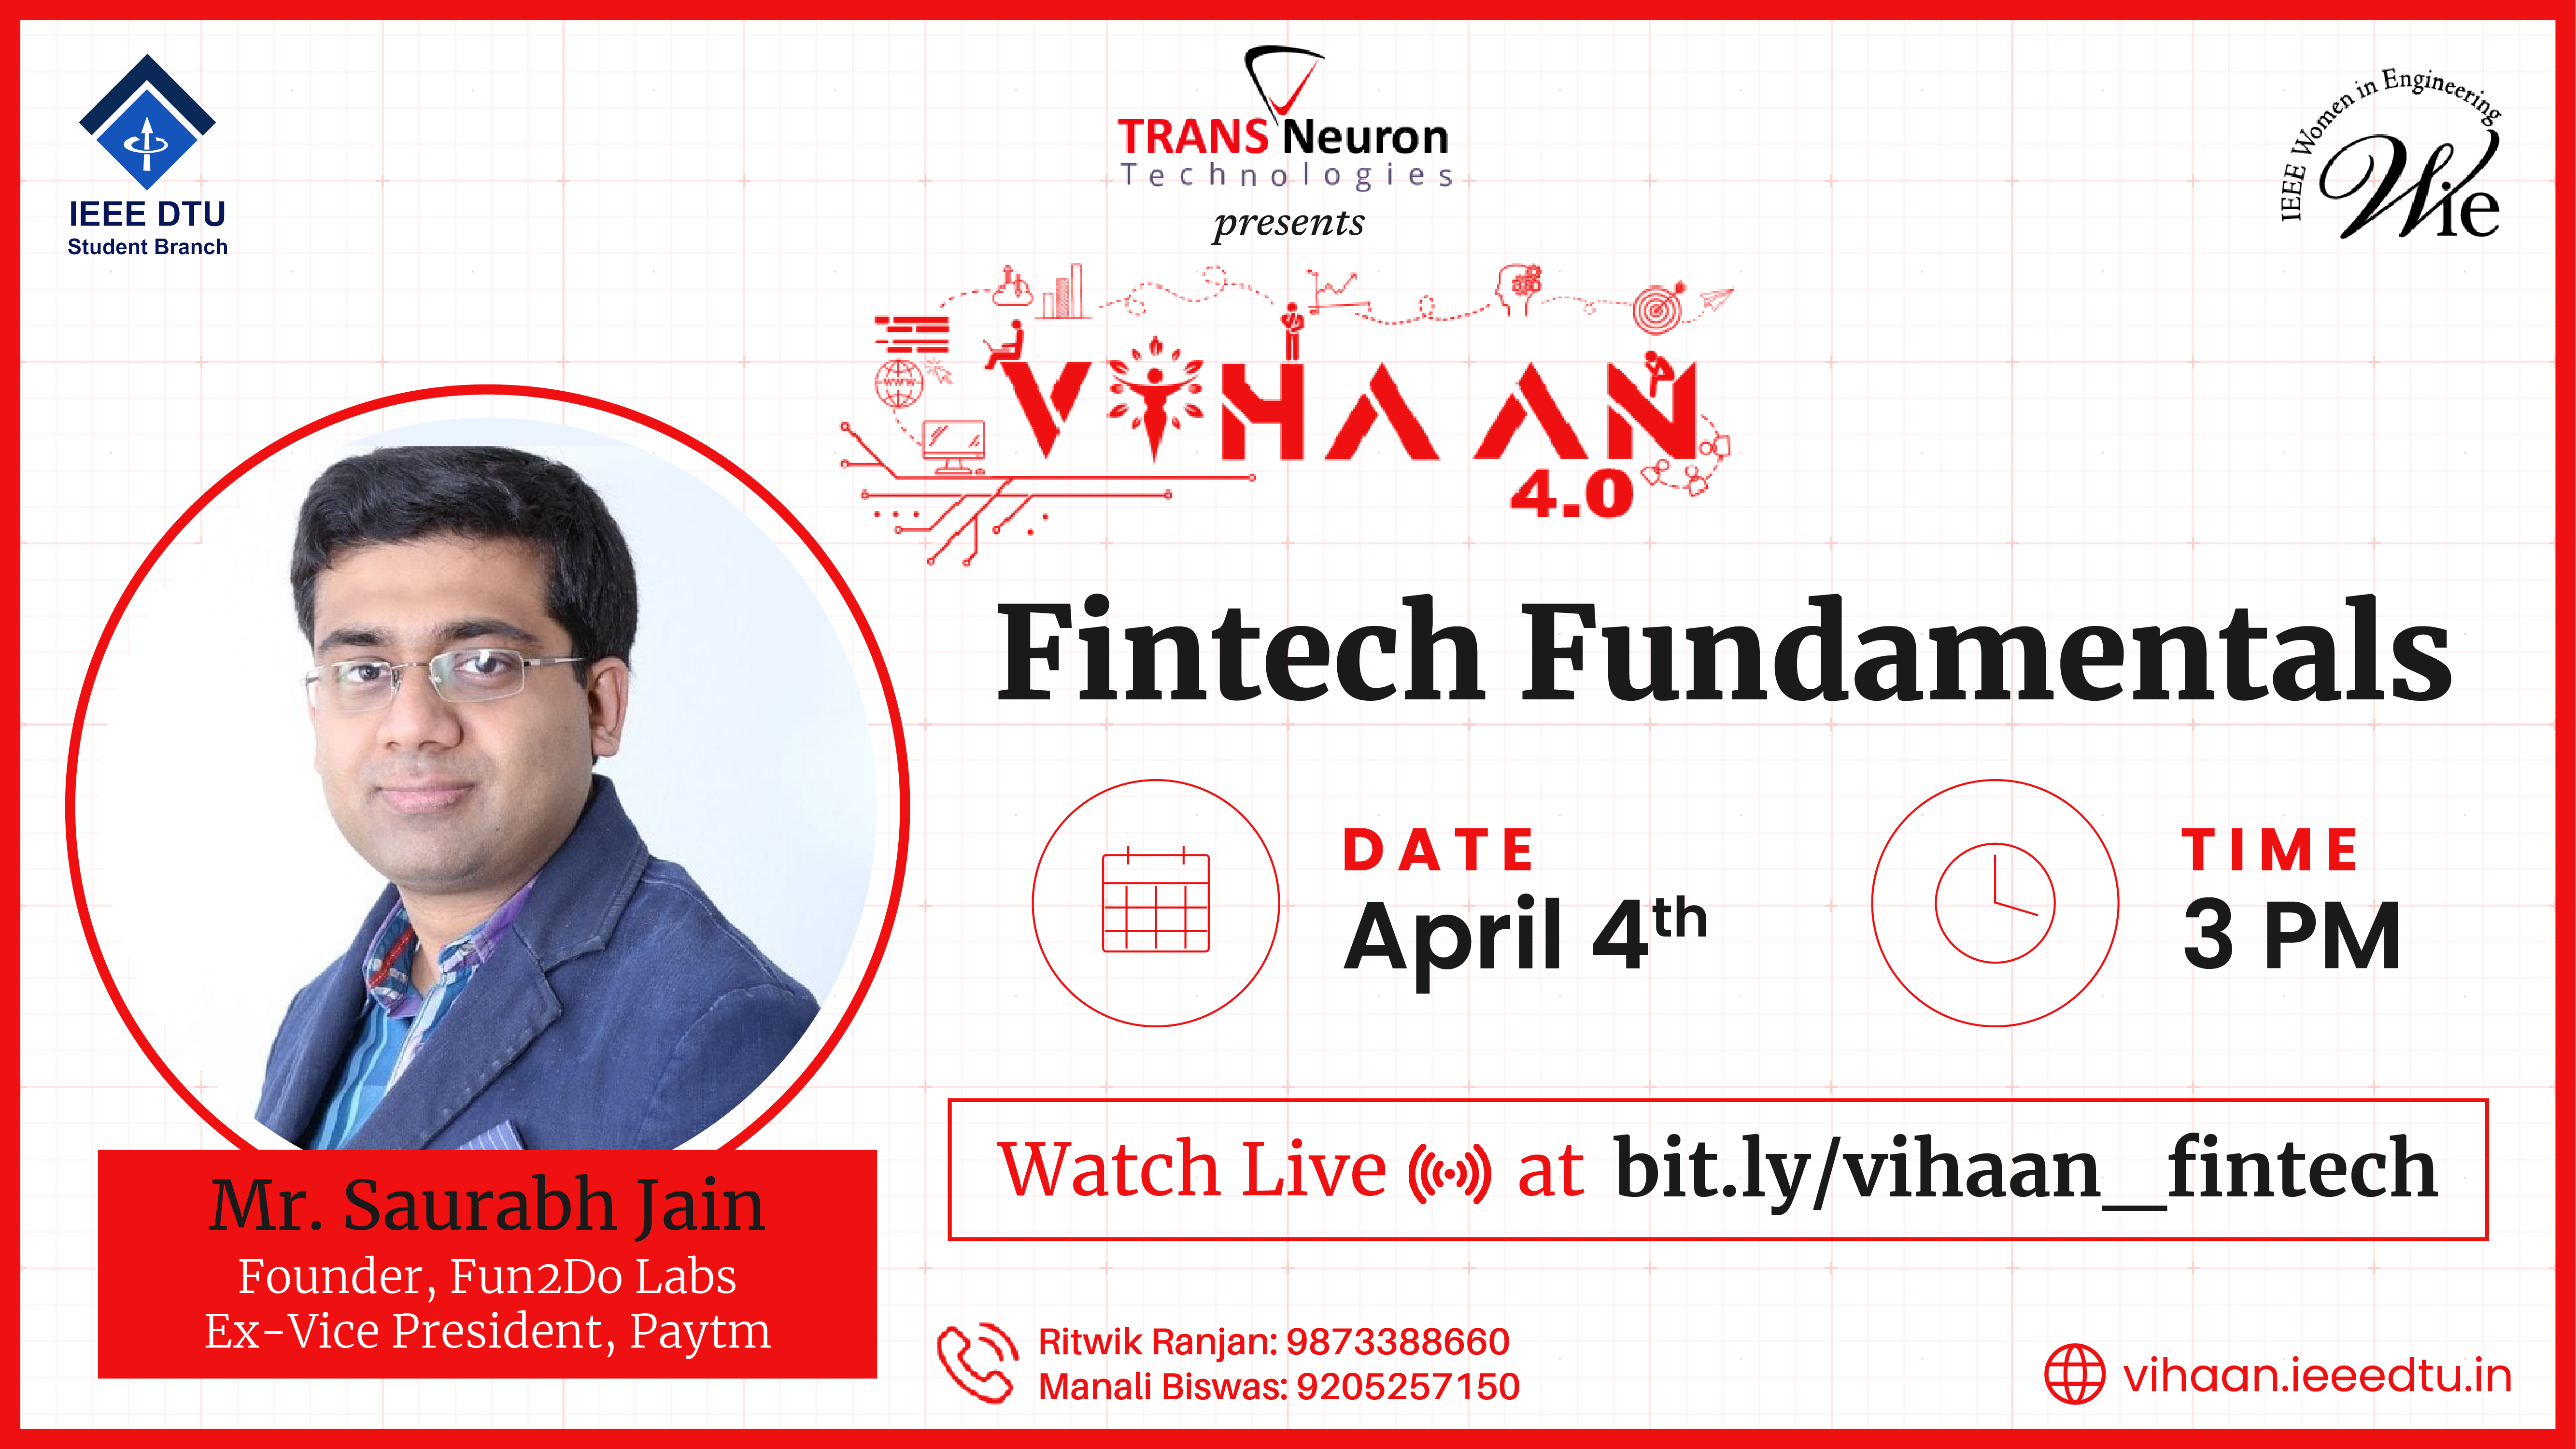 IEEE DTU
Student Branch
TRANS Neuron
Technologies
presents
IEEE Women in Engineering
Wie
www
VIHAAN
4.0
Fintech Fundamentals
DATE
April 4th
TIME
3 PM
Watch Live at bit.ly/vihaan__fintech
Mr. Saurabh Jain
Founder, Fun2Do Labs
Ex-Vice President, Paytm
Ritwik Ranjan: 9873388660
Manali Biswas: 9205257150
vihaan.ieeedtu.in